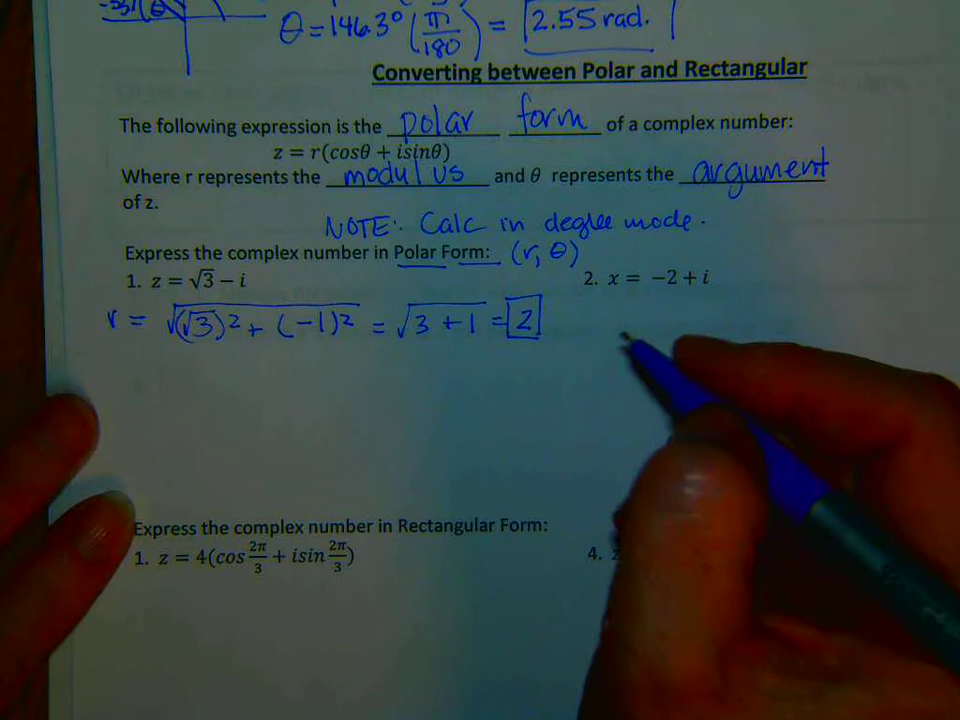 θ = 146.3° (π/180) = 2.55 rad.
Converting between Polar and Rectangular
The following expression is the polar form of a complex number:
z = r(cosθ + isinθ)
Where r represents the modulus and θ represents the argument
of z.
NOTE: Calc in degree mode.
Express the complex number in Polar Form: (r, θ)
1. z = √3 − i
2. x = −2 + i
r = √(√3)² + (−1)² = √3 + 1 = 2
Express the complex number in Rectangular Form:
1. z = 4(cos 2π/3 + isin 2π/3)
4.